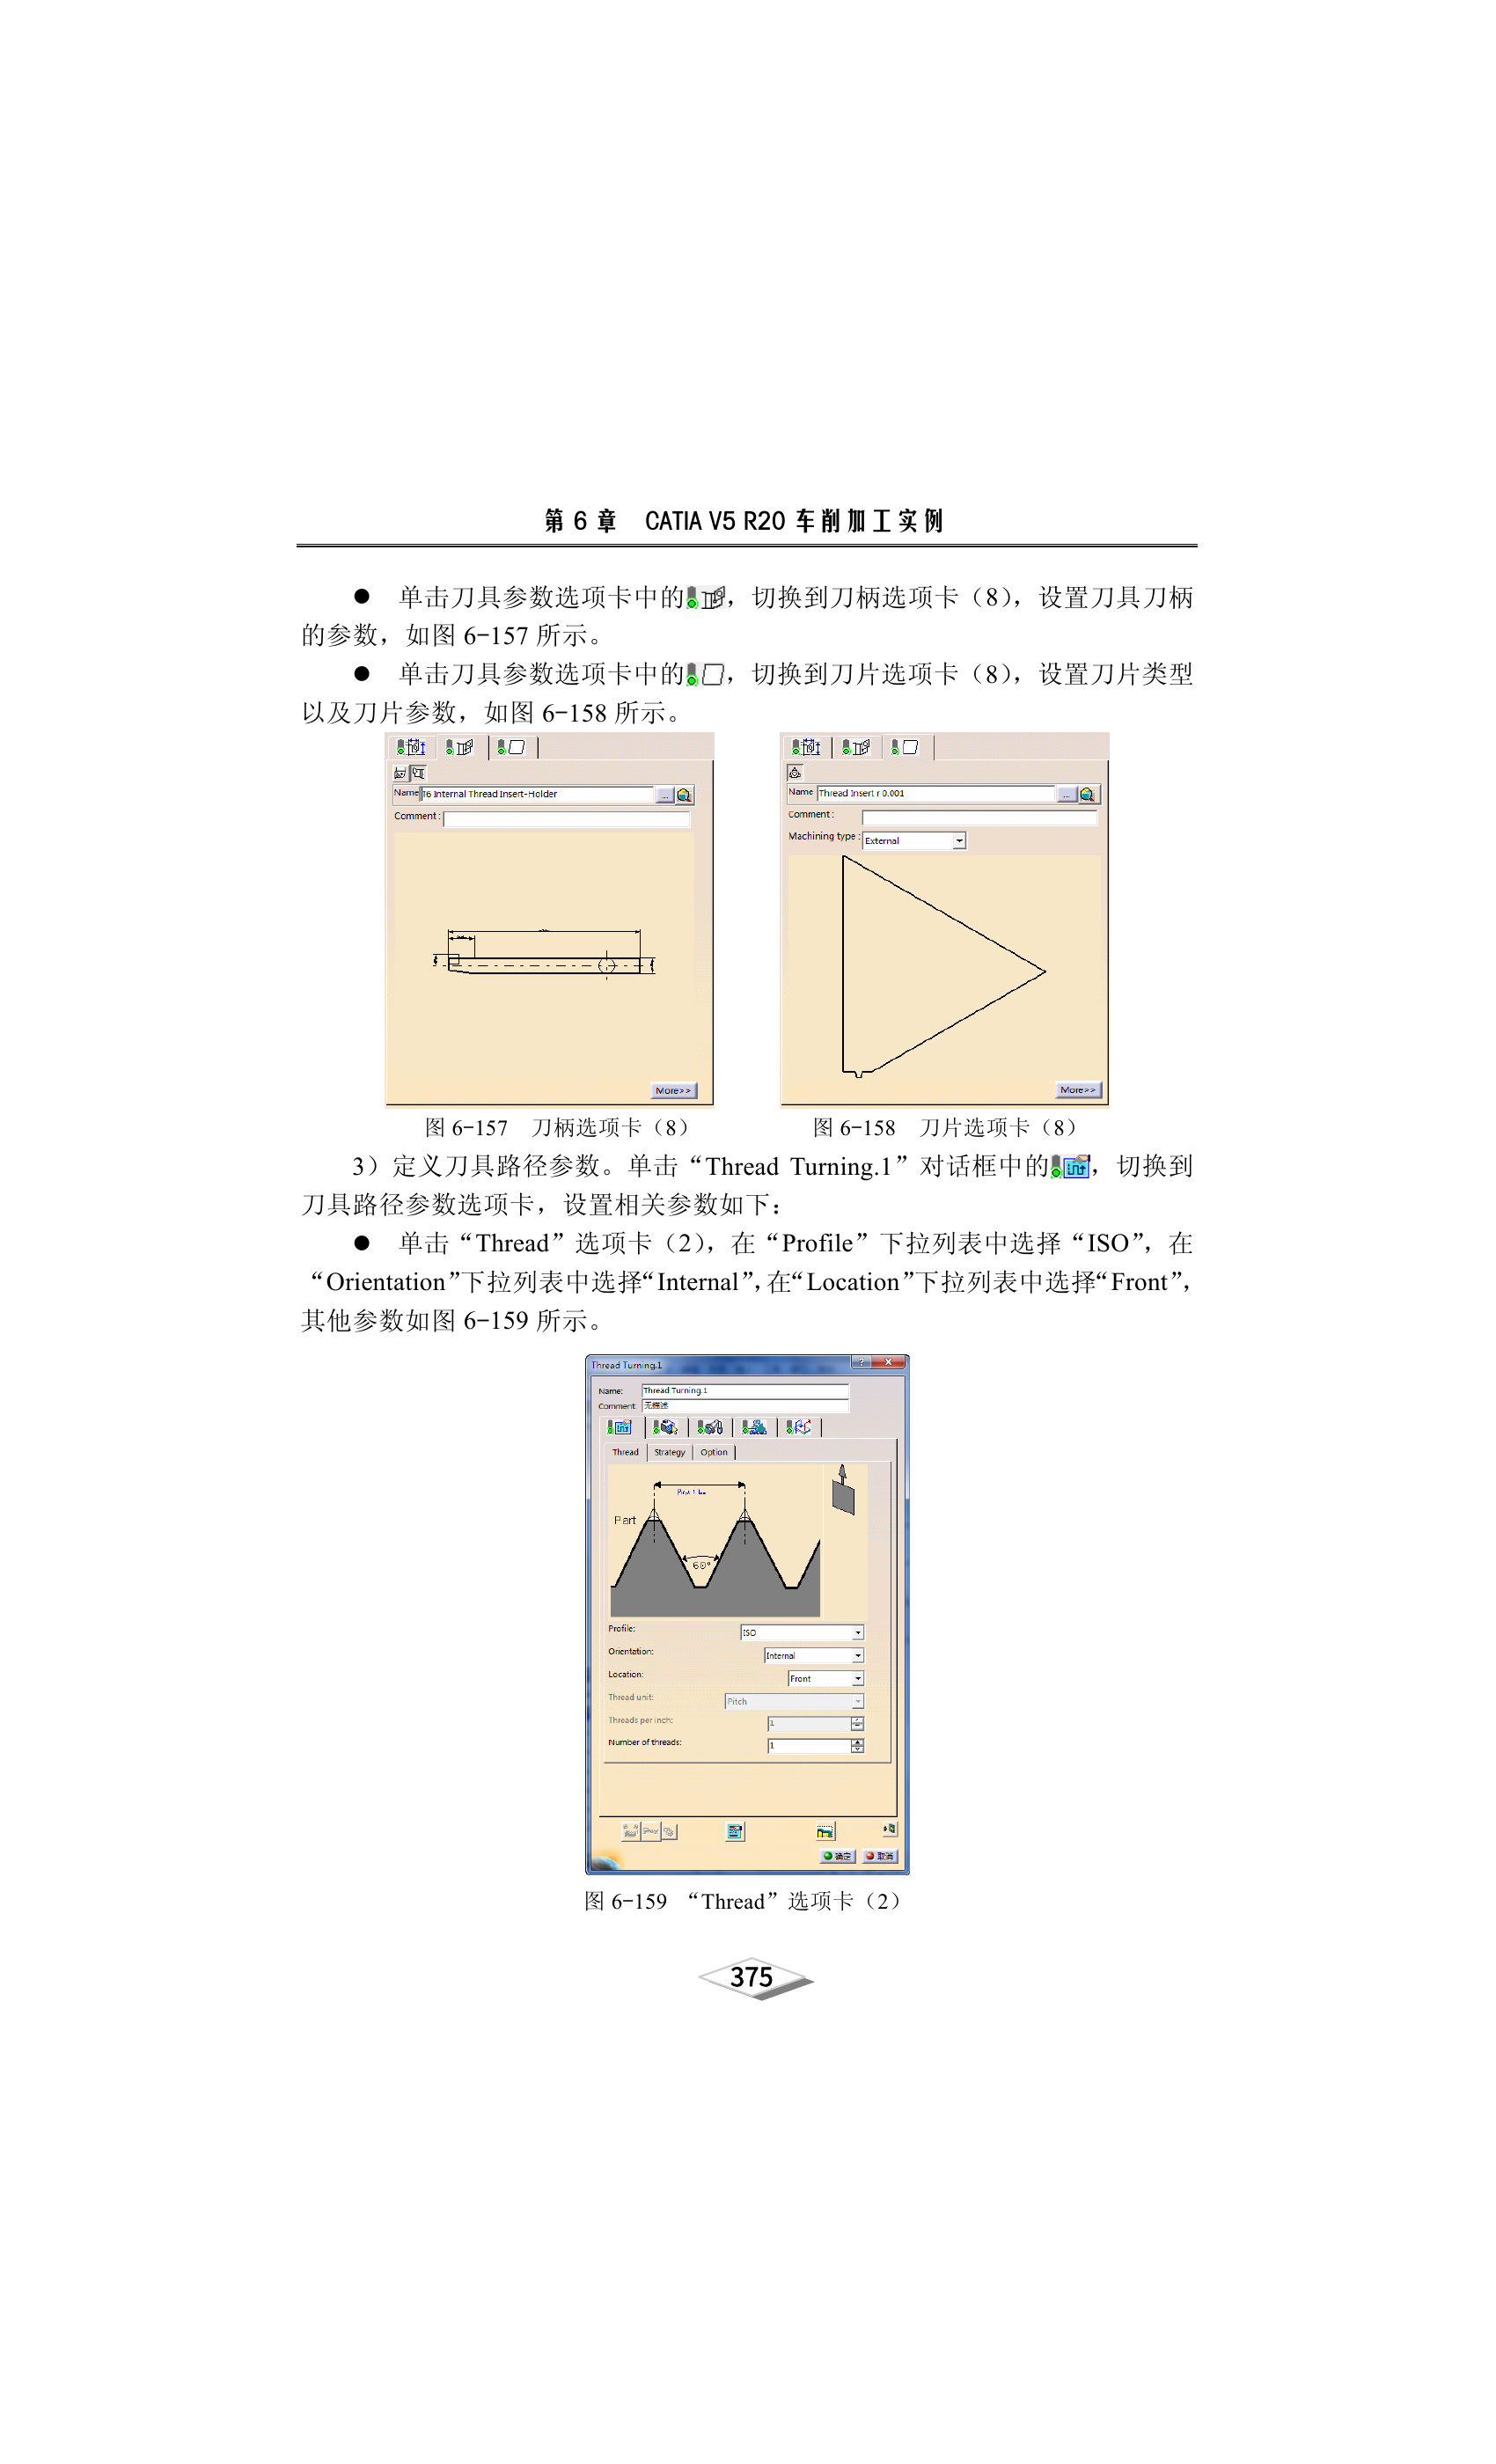 第 6 章 CATIA V5 R20 车削加工实例
● 单击刀具参数选项卡中的，切换到刀柄选项卡（8），设置刀具刀柄
的参数，如图 6-157 所示。
● 单击刀具参数选项卡中的，切换到刀片选项卡（8），设置刀片类型
以及刀片参数，如图 6-158 所示。
Name T6 Internal Thread Insert-Holder ...
Comment :
More>>
Name Thread Insert r 0.001 ...
Comment :
Machining type : External
More>>
图 6-157 刀柄选项卡（8）
图 6-158 刀片选项卡（8）
3）定义刀具路径参数。单击“Thread Turning.1”对话框中的，切换到
刀具路径参数选项卡，设置相关参数如下：
● 单击“Thread”选项卡（2），在“Profile”下拉列表中选择“ISO”，在
“Orientation”下拉列表中选择“Internal”，在“Location”下拉列表中选择“Front”，
其他参数如图 6-159 所示。
Thread Turning.1
Name: Thread Turning.1
Comment: 无描述
Thread Strategy Option
Part
60°
Profile: ISO
Orientation: Internal
Location: Front
Thread unit: Pitch
Threads per inch: 1
Number of threads: 1
确定 取消
图 6-159 “Thread”选项卡（2）
375